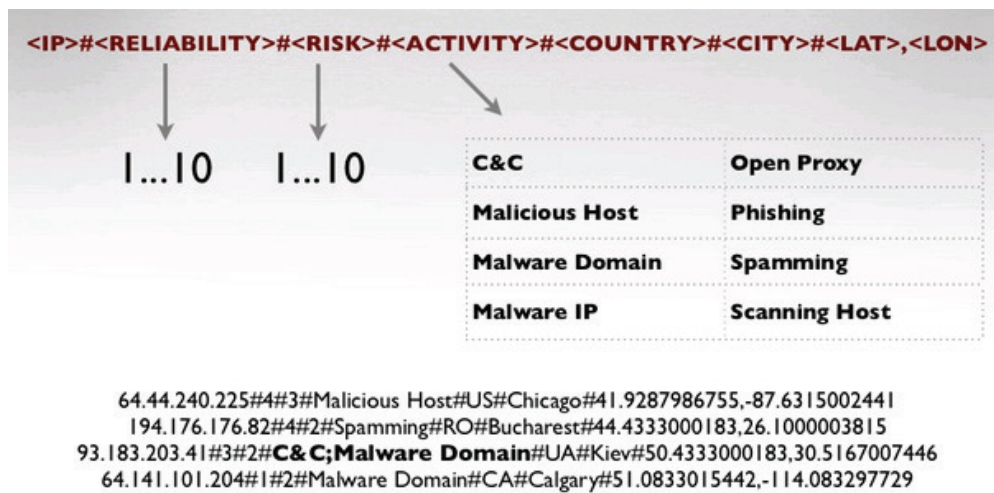 <IP>#<RELIABILITY>#<RISK>#<ACTIVITY>#<COUNTRY>#<CITY>#<LAT>,<LON>
1...10 1...10
C&C Open Proxy
Malicious Host Phishing
Malware Domain Spamming
Malware IP Scanning Host
64.44.240.225#4#3#Malicious Host#US#Chicago#41.9287986755,-87.6315002441
194.176.176.82#4#2#Spamming#RO#Bucharest#44.4333000183,26.1000003815
93.183.203.41#3#2#C&C;Malware Domain#UA#Kiev#50.4333000183,30.5167007446
64.141.101.204#1#2#Malware Domain#CA#Calgary#51.0833015442,-114.083297729